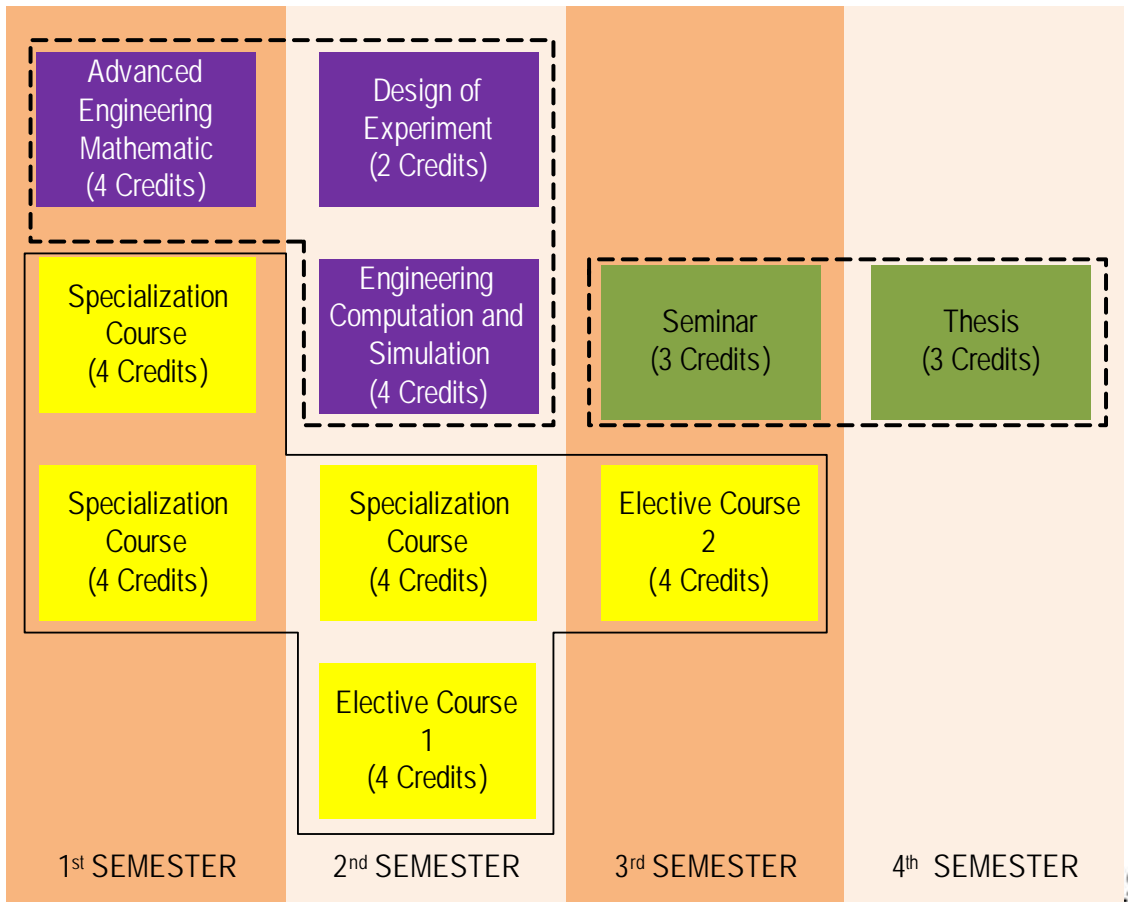 Advanced
Engineering
Mathematic
(4 Credits)
Design of
Experiment
(2 Credits)
Specialization
Course
(4 Credits)
Engineering
Computation and
Simulation
(4 Credits)
Seminar
(3 Credits)
Thesis
(3 Credits)
Specialization
Course
(4 Credits)
Specialization
Course
(4 Credits)
Elective Course
2
(4 Credits)
Elective Course
1
(4 Credits)
1st SEMESTER
2nd SEMESTER
3rd SEMESTER
4th SEMESTER